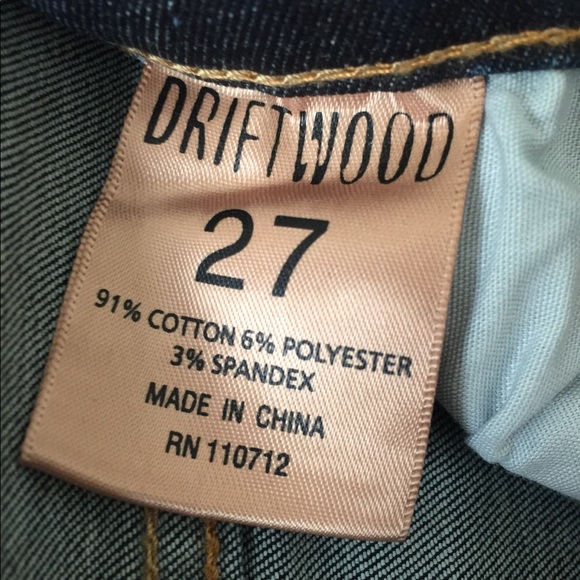 DRIFTWOOD
27
91% COTTON 6% POLYESTER
3% SPANDEX
MADE IN CHINA
RN 110712